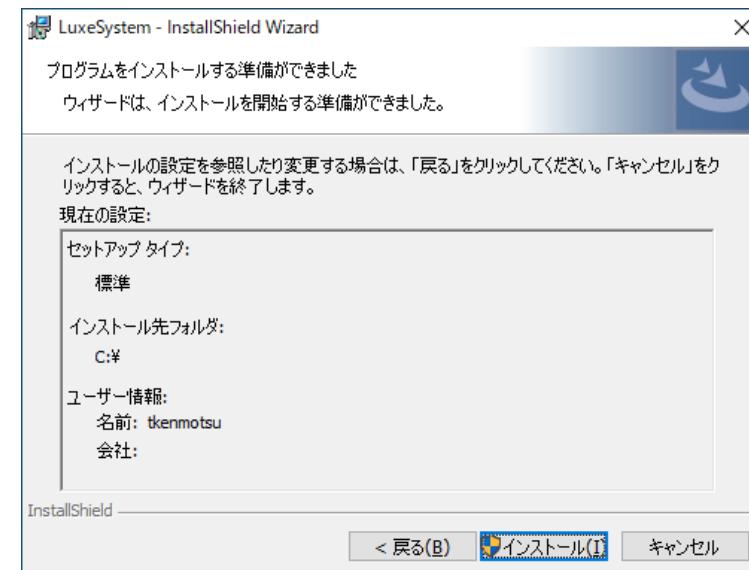 LuxeSystem - InstallShield Wizard
プログラムをインストールする準備ができました
ウィザードは、インストールを開始する準備ができました。
インストールの設定を参照したり変更する場合は、「戻る」をクリックしてください。「キャンセル」をク
リックすると、ウィザードを終了します。
現在の設定:
セットアップ タイプ:
標準
インストール先フォルダ:
C:¥
ユーザー情報:
名前: tkenmotsu
会社:
InstallShield
< 戻る(B) インストール(I) キャンセル